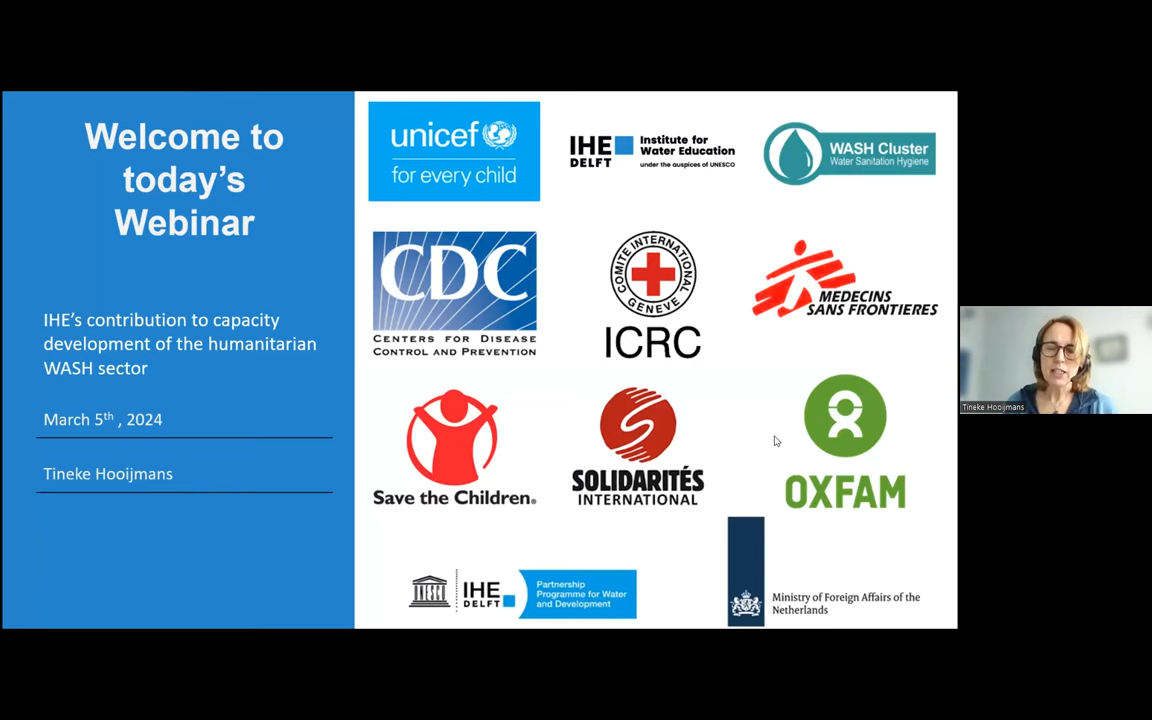 Welcome to
today's
Webinar
IHE's contribution to capacity
development of the humanitarian
WASH sector
March 5th , 2024
Tineke Hooijmans
unicef
for every child
IHE
DELFT
Institute for
Water Education
under the auspices of UNESCO
WASH Cluster
Water Sanitation Hygiene
CDC
CENTERS FOR DISEASE
CONTROL AND PREVENTION
COMITE INTERNATIONAL
GENEVE
ICRC
MEDECINS
SANS FRONTIERES
Save the Children®
SOLIDARITÉS
INTERNATIONAL
OXFAM
UNESCO
IHE
DELFT
Partnership
Programme for Water
and Development
Ministry of Foreign Affairs of the
Netherlands
Tineke Hooijmans